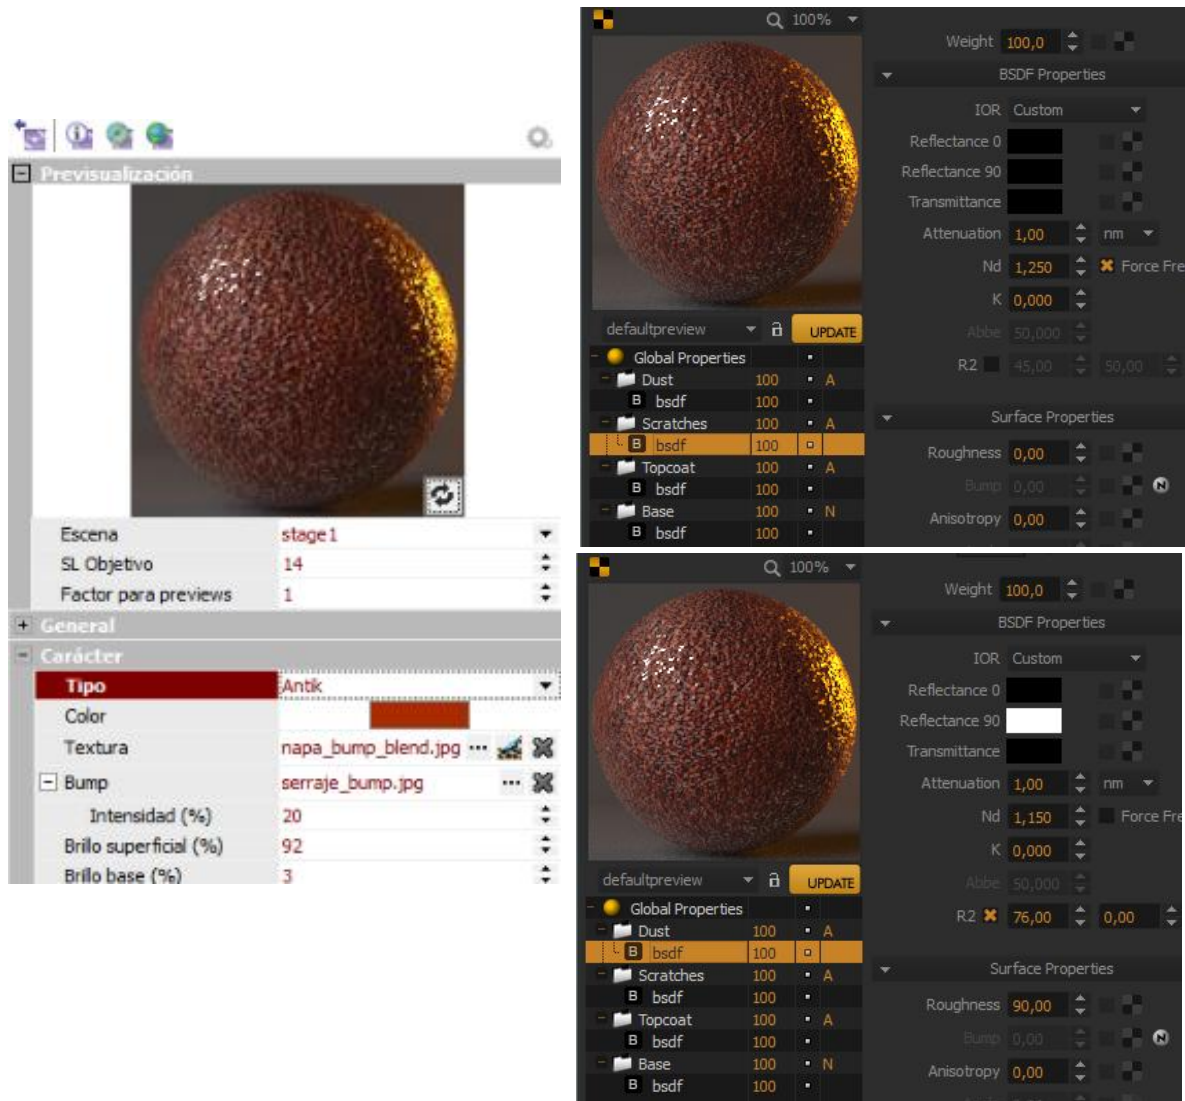 Previsualización
Escena stage1
SL Objetivo 14
Factor para previews 1
General
Carácter
Tipo Antik
Color
Textura napa_bump_blend.jpg ...
Bump serraje_bump.jpg ...
Intensidad (%) 20
Brillo superficial (%) 92
Brillo base (%) 3
100%
defaultpreview UPDATE
Global Properties
Dust 100 A
B bsdf 100
Scratches 100 A
B bsdf 100
Topcoat 100 A
B bsdf 100
Base 100 N
B bsdf 100
Weight 100,0
BSDF Properties
IOR Custom
Reflectance 0
Reflectance 90
Transmittance
Attenuation 1,00 nm
Nd 1,250 Force Fre
K 0,000
Abbe 50,000
R2 45,00 50,00
Surface Properties
Roughness 0,00
Bump 0,00 N
Anisotropy 0,00
100%
defaultpreview UPDATE
Global Properties
Dust 100 A
B bsdf 100
Scratches 100 A
B bsdf 100
Topcoat 100 A
B bsdf 100
Base 100 N
B bsdf 100
Weight 100,0
BSDF Properties
IOR Custom
Reflectance 0
Reflectance 90
Transmittance
Attenuation 1,00 nm
Nd 1,150 Force Fre
K 0,000
Abbe 50,000
R2 76,00 0,00
Surface Properties
Roughness 90,00
Bump 0,00 N
Anisotropy 0,00